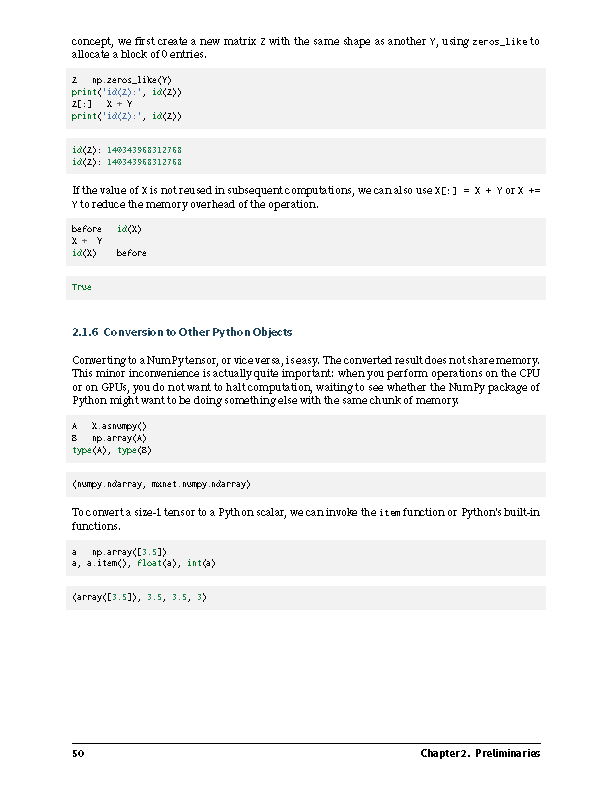 concept, we first create a new matrix Z with the same shape as another Y, using zeros_like to
allocate a block of 0 entries.
Z   np.zeros_like(Y)
print('id(Z):', id(Z))
Z[:]   X + Y
print('id(Z):', id(Z))
id(Z): 140343968312768
id(Z): 140343968312768
If the value of X is not reused in subsequent computations, we can also use X[:] = X + Y or X +=
Y to reduce the memory overhead of the operation.
before   id(X)
X +  Y
id(X)    before
True
2.1.6 Conversion to Other Python Objects
Converting to a NumPy tensor, or vice versa, is easy. The converted result does not share memory.
This minor inconvenience is actually quite important: when you perform operations on the CPU
or on GPUs, you do not want to halt computation, waiting to see whether the NumPy package of
Python might want to be doing something else with the same chunk of memory.
A   X.asnumpy()
B   np.array(A)
type(A), type(B)
(numpy.ndarray, mxnet.numpy.ndarray)
To convert a size-1 tensor to a Python scalar, we can invoke the item function or Python's built-in
functions.
a   np.array([3.5])
a, a.item(), float(a), int(a)
(array([3.5]), 3.5, 3.5, 3)
50 Chapter 2. Preliminaries